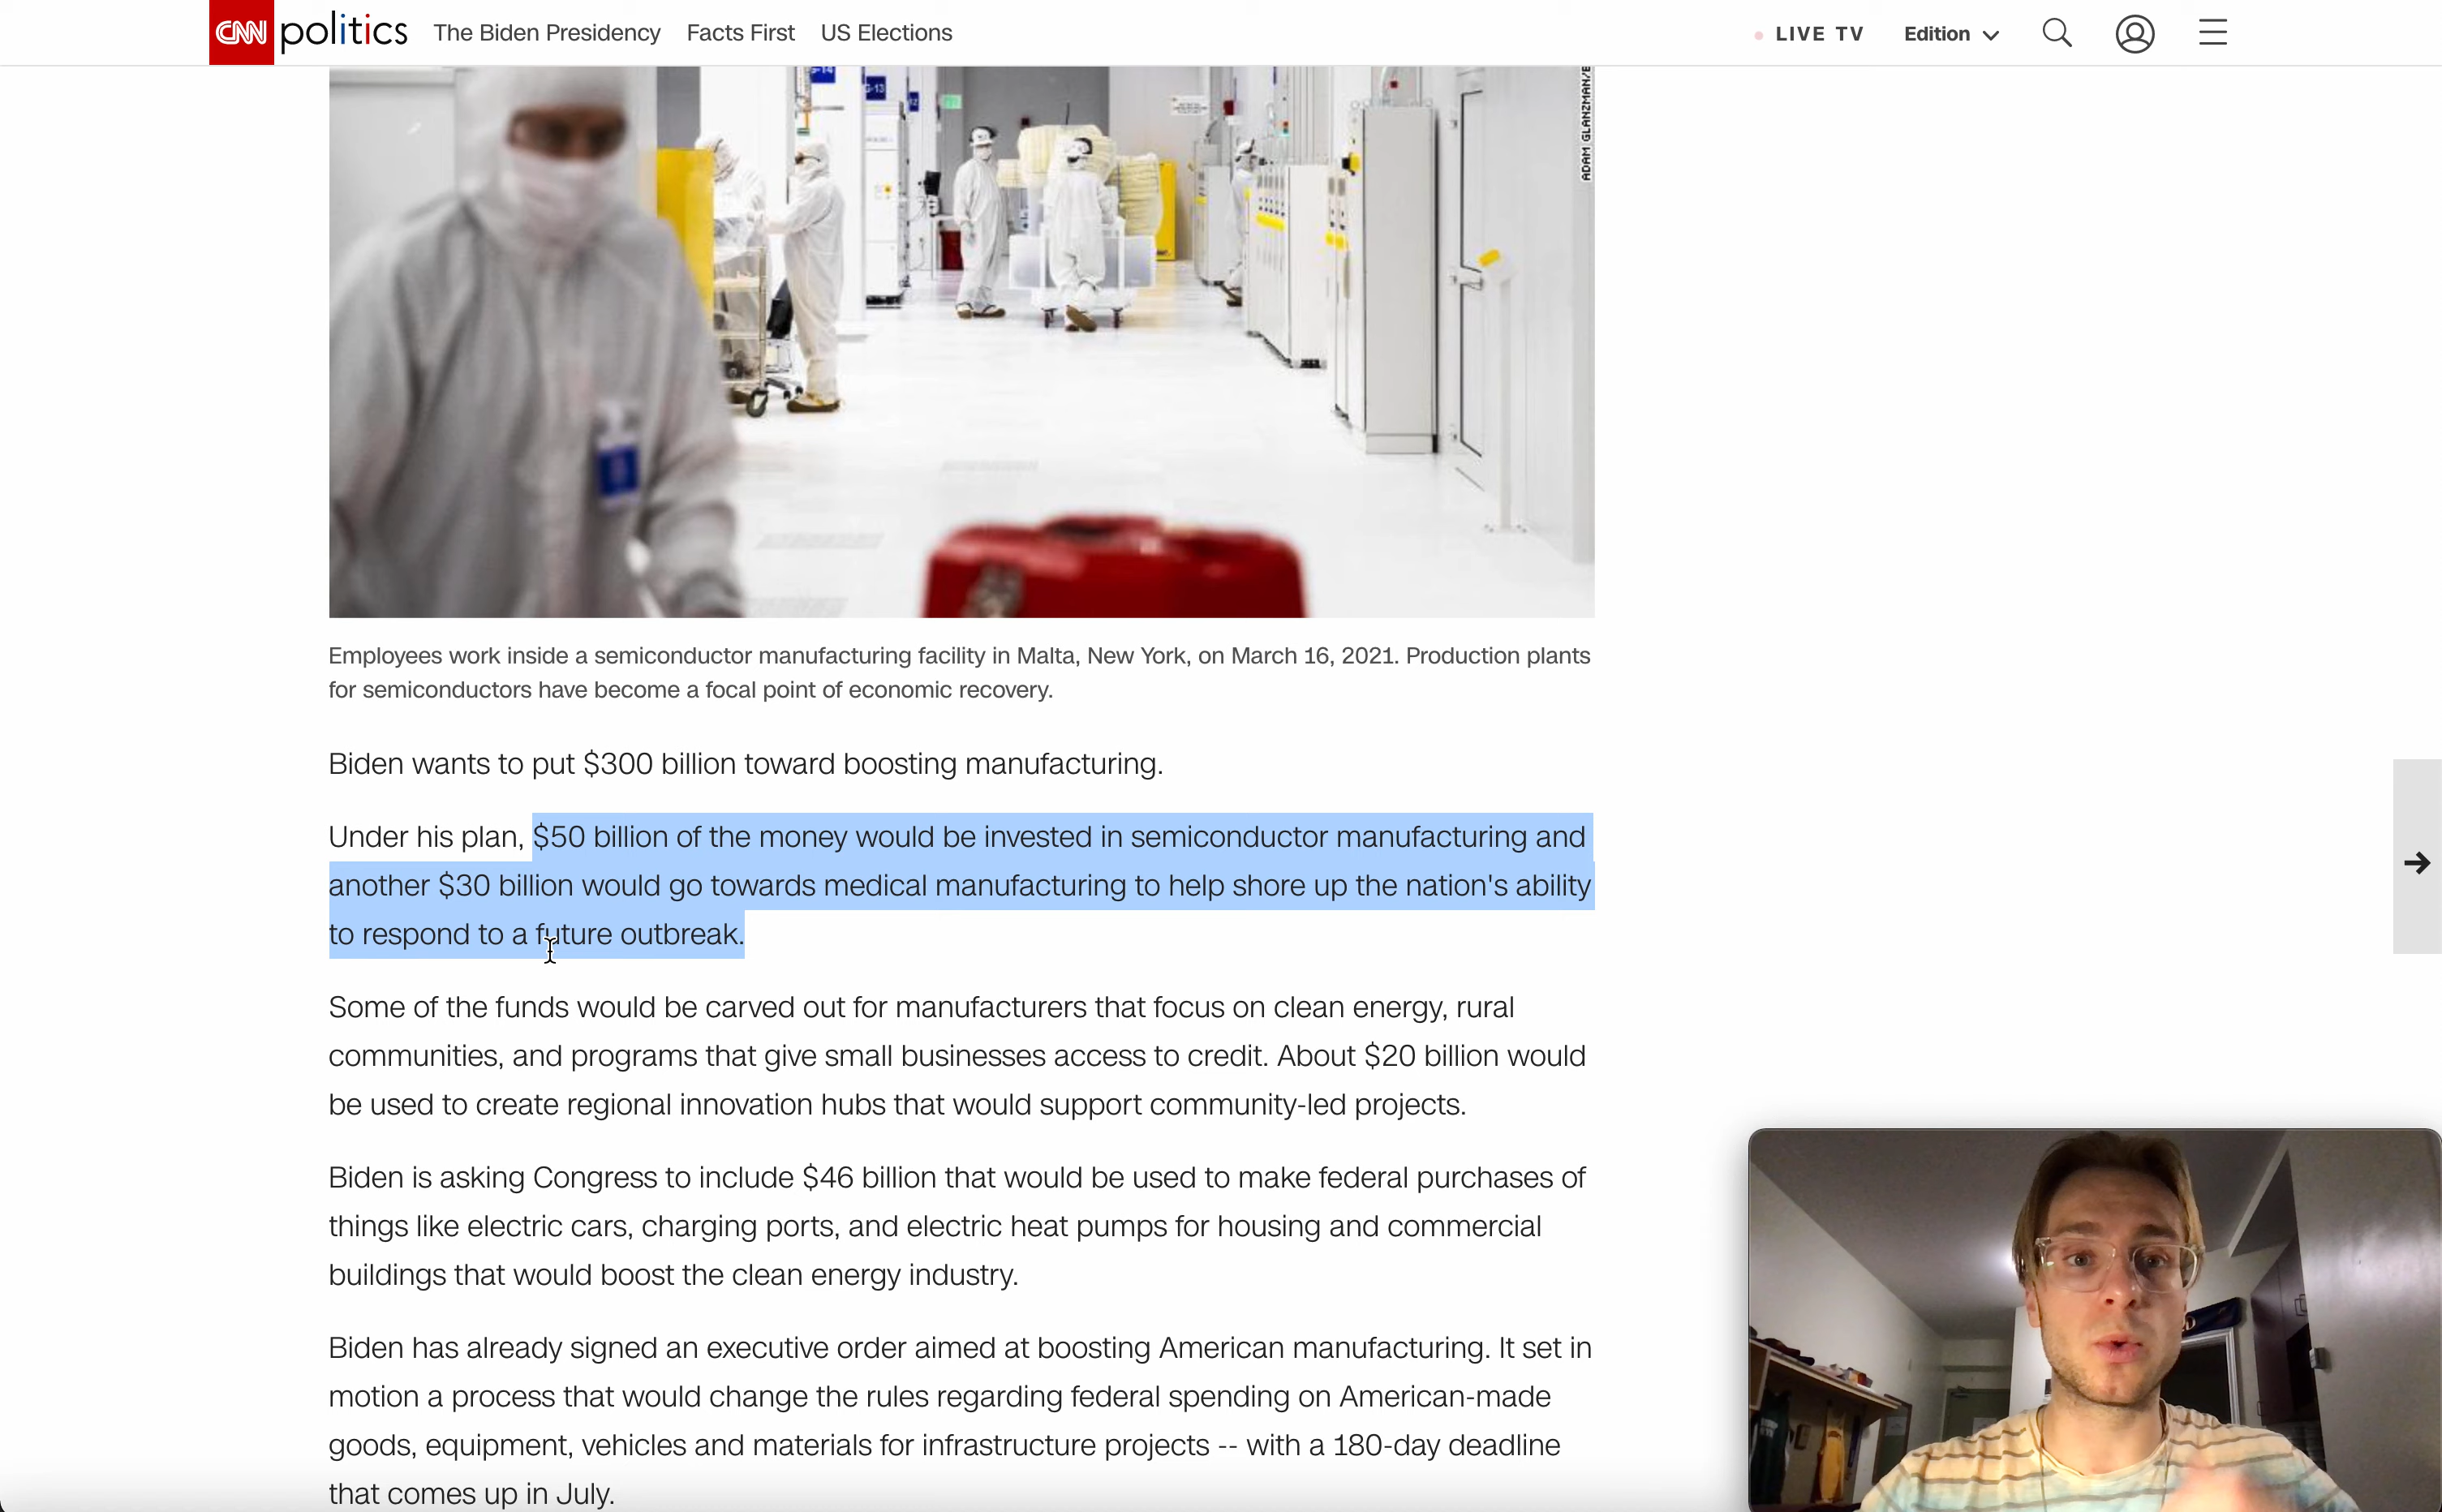 CNN politics The Biden Presidency Facts First US Elections LIVE TV Edition
G-14
G-13
12
ADAM GLANZMAN/B
Employees work inside a semiconductor manufacturing facility in Malta, New York, on March 16, 2021. Production plants
for semiconductors have become a focal point of economic recovery.
Biden wants to put $300 billion toward boosting manufacturing.
Under his plan, $50 billion of the money would be invested in semiconductor manufacturing and
another $30 billion would go towards medical manufacturing to help shore up the nation's ability
to respond to a future outbreak.
Some of the funds would be carved out for manufacturers that focus on clean energy, rural
communities, and programs that give small businesses access to credit. About $20 billion would
be used to create regional innovation hubs that would support community-led projects.
Biden is asking Congress to include $46 billion that would be used to make federal purchases of
things like electric cars, charging ports, and electric heat pumps for housing and commercial
buildings that would boost the clean energy industry.
Biden has already signed an executive order aimed at boosting American manufacturing. It set in
motion a process that would change the rules regarding federal spending on American-made
goods, equipment, vehicles and materials for infrastructure projects -- with a 180-day deadline
that comes up in July.